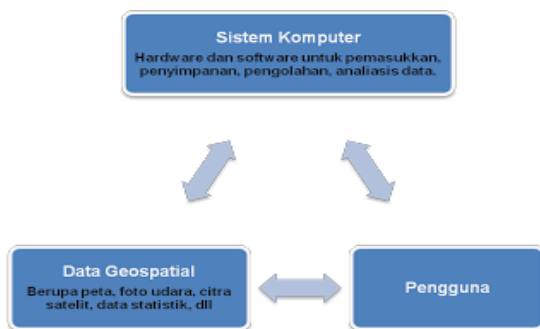 Sistem Komputer
Hardware dan software untuk pemasukkan,
penyimpanan, pengolahan, analiasis data.
Data Geospatial
Berupa peta, foto udara, citra
satelit, data statistik, dll
Pengguna